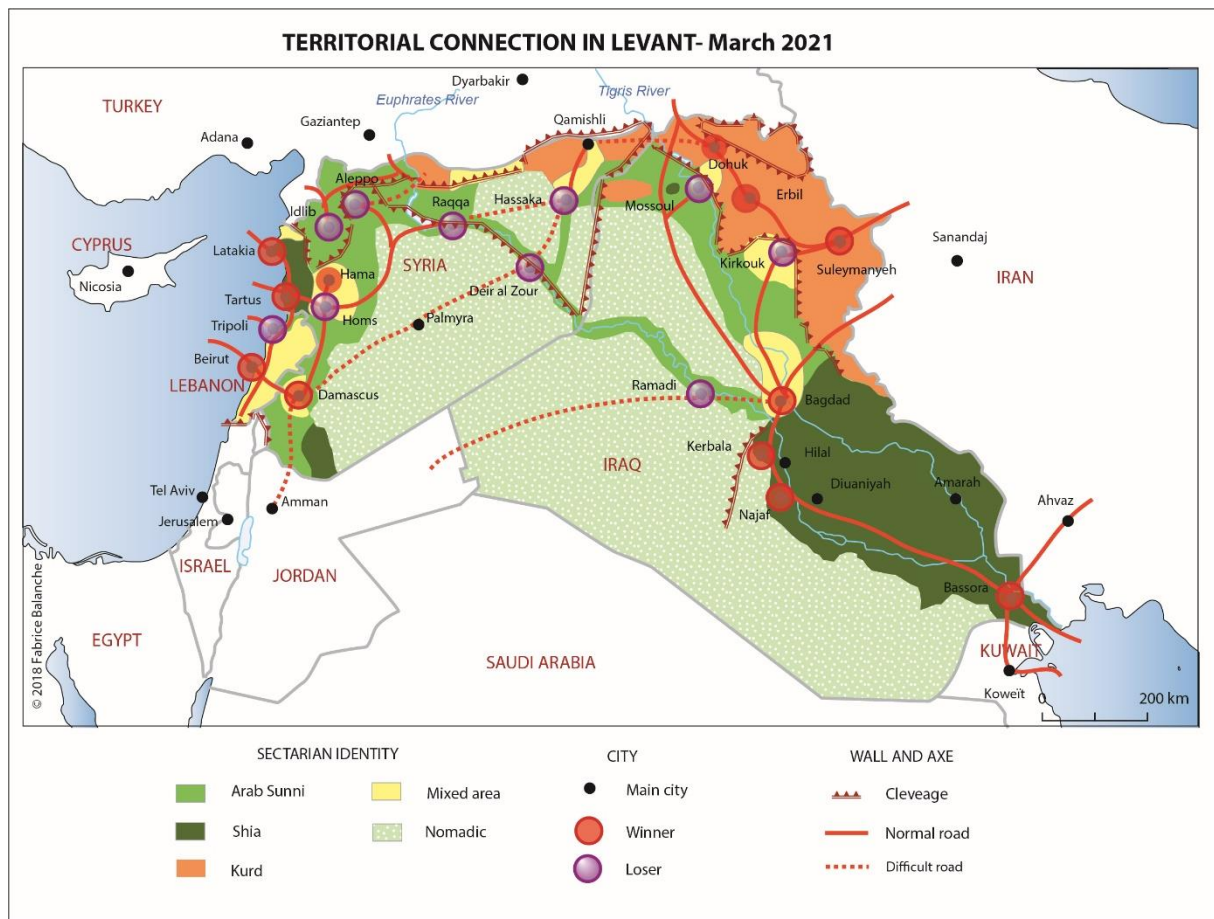 TERRITORIAL CONNECTION IN LEVANT- March 2021
Dyarbakir
TURKEY
Euphrates River
Tigris River
Gaziantep
Qamishli
Adana
Dohuk
Aleppo
Erbil
Raqqa
Hassaka
Mossoul
Idlib
Latakia
CYPRUS
Nicosia
SYRIA
Kirkouk
Suleymanyeh
Sanandaj
Hama
Deir al Zour
IRAN
Tartus
Homs
Palmyra
Tripoli
Beirut
LEBANON
Damascus
Ramadi
Bagdad
Kerbala
IRAQ
Hilal
Tel Aviv
Amman
Diuaniyah
Amarah
Ahvaz
Jerusalem
Najaf
ISRAEL
JORDAN
Bassora
EGYPT
SAUDI ARABIA
KUWAIT
Koweït
0
200 km
© 2018 Fabrice Balanche
SECTARIAN IDENTITY
Arab Sunni
Shia
Kurd
Mixed area
Nomadic
CITY
Main city
Winner
Loser
WALL AND AXE
Cleveage
Normal road
Difficult road